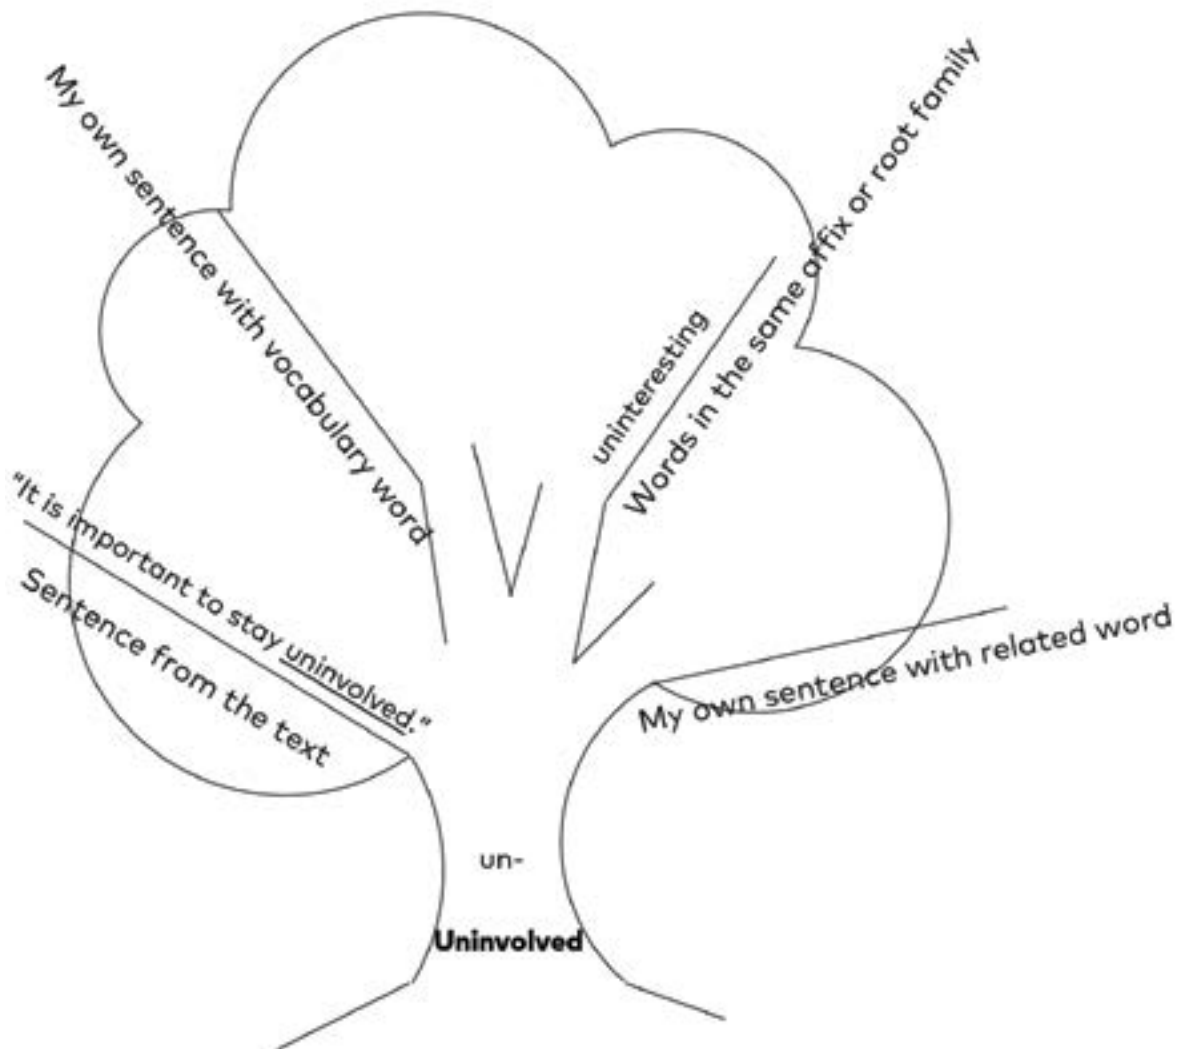 My own sentence with vocabulary word
uninteresting
Words in the same affix or root family
“It is important to stay uninvolved.”
Sentence from the text
My own sentence with related word
un-
Uninvolved